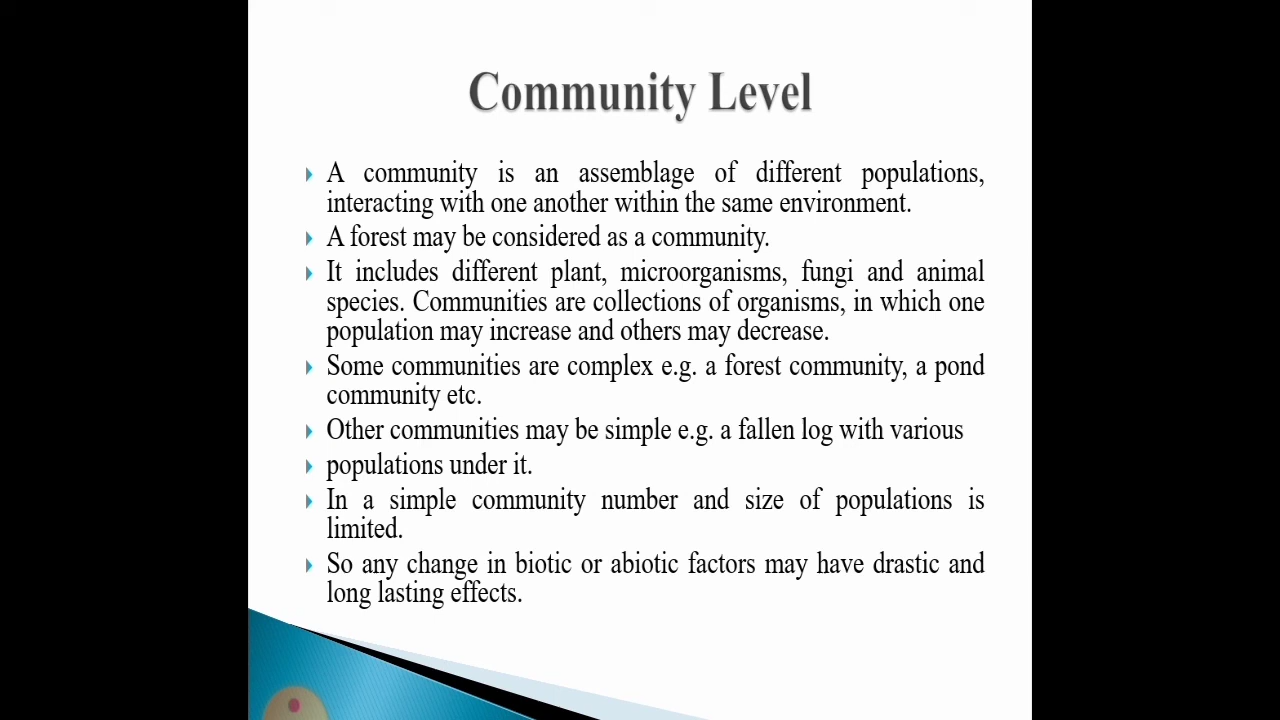 Community Level
A community is an assemblage of different populations,
interacting with one another within the same environment.
A forest may be considered as a community.
It includes different plant, microorganisms, fungi and animal
species. Communities are collections of organisms, in which one
population may increase and others may decrease.
Some communities are complex e.g. a forest community, a pond
community etc.
Other communities may be simple e.g. a fallen log with various
populations under it.
In a simple community number and size of populations is
limited.
So any change in biotic or abiotic factors may have drastic and
long lasting effects.